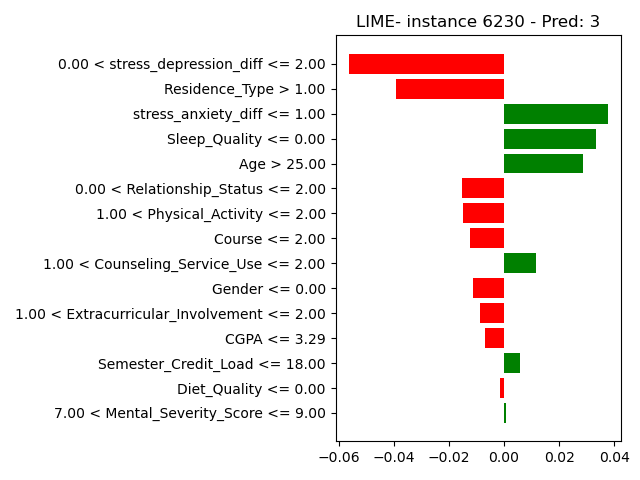 LIME- instance 6230 - Pred: 3
0.00 < stress_depression_diff <= 2.00
Residence_Type > 1.00
stress_anxiety_diff <= 1.00
Sleep_Quality <= 0.00
Age > 25.00
0.00 < Relationship_Status <= 2.00
1.00 < Physical_Activity <= 2.00
Course <= 2.00
1.00 < Counseling_Service_Use <= 2.00
Gender <= 0.00
1.00 < Extracurricular_Involvement <= 2.00
CGPA <= 3.29
Semester_Credit_Load <= 18.00
Diet_Quality <= 0.00
7.00 < Mental_Severity_Score <= 9.00
−0.06 −0.04 −0.02 0.00 0.02 0.04